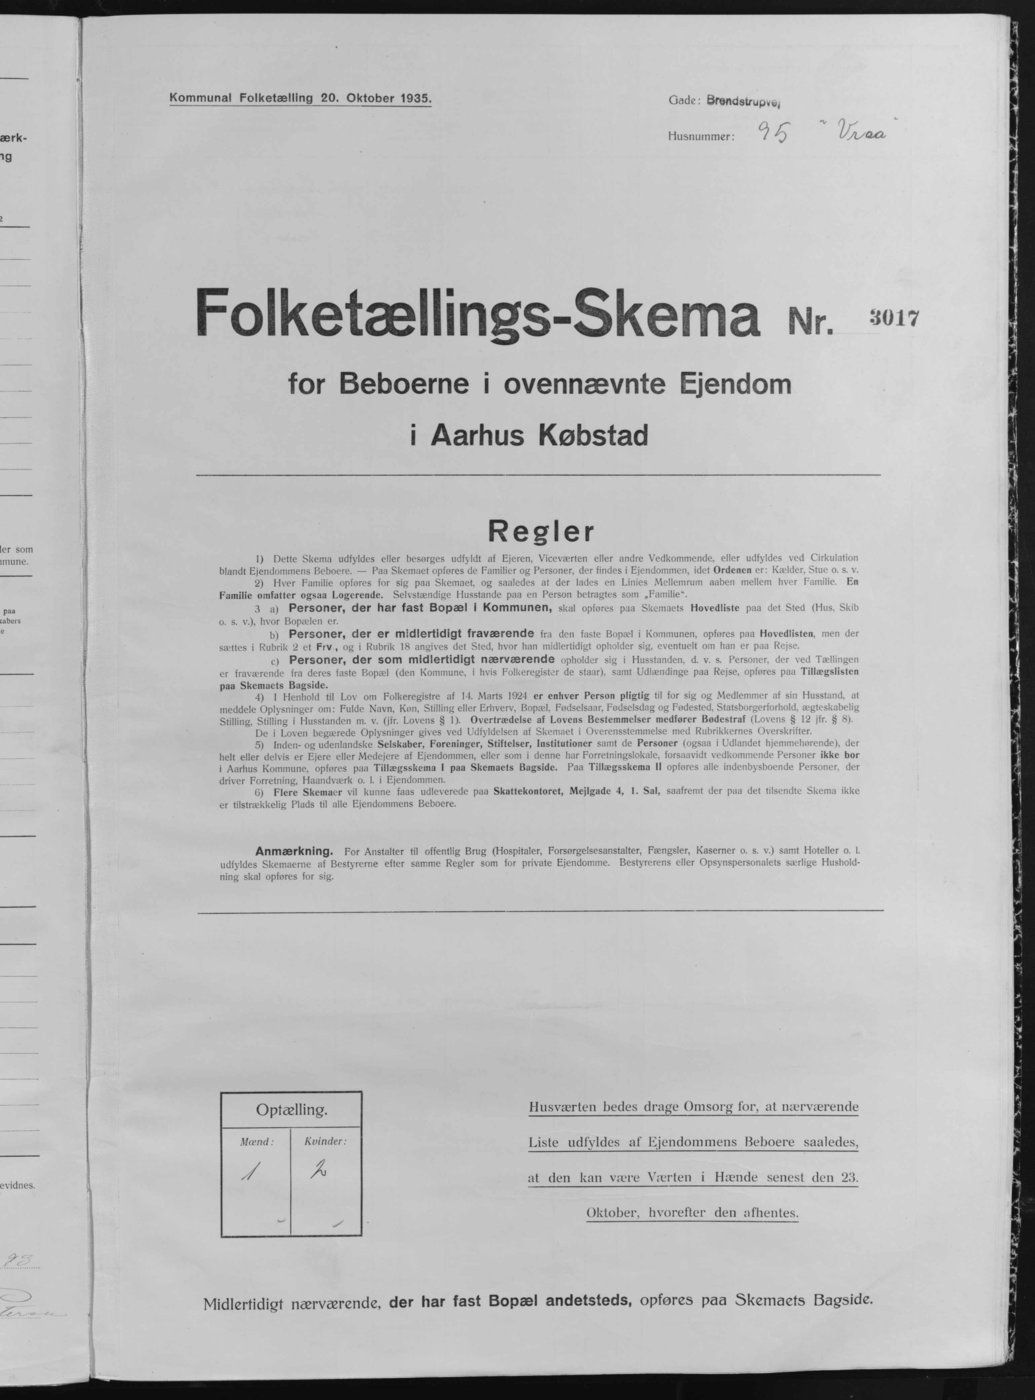 Kommunal Folketælling 20. Oktober 1935.
Gade: Brendstrupvej
Husnummer: 95 "Vraa"
Folketællings-Skema Nr. 3017
for Beboerne i ovennævnte Ejendom
i Aarhus Købstad
Regler
1) Dette Skema udfyldes eller besørges udfyldt af Ejeren, Viceværten eller andre Vedkommende, eller udfyldes ved Cirkulation
blandt Ejendommens Beboere. — Paa Skemaet opføres de Familier og Personer, der findes i Ejendommen, idet Ordenen er: Kælder, Stue o. s. v.
2) Hver Familie opføres for sig paa Skemaet, og saaledes at der lades en Linies Mellemrum aaben mellem hver Familie. En
Familie omfatter ogsaa Logerende. Selvstændige Husstande paa en Person betragtes som „Familie".
3 a) Personer, der har fast Bopæl i Kommunen, skal opføres paa Skemaets Hovedliste paa det Sted (Hus, Skib
o. s. v.), hvor Bopælen er.
b) Personer, der er midlertidigt fraværende fra den faste Bopæl i Kommunen, opføres paa Hovedlisten, men der
sættes i Rubrik 2 et Frv., og i Rubrik 18 angives det Sted, hvor han midlertidigt opholder sig, eventuelt om han er paa Rejse.
c) Personer, der som midlertidigt nærværende opholder sig i Husstanden, d. v. s. Personer, der ved Tællingen
er fraværende fra deres faste Bopæl (den Kommune, i hvis Folkeregister de staar), samt Udlændinge paa Rejse, opføres paa Tillægslisten
paa Skemaets Bagside.
4) I Henhold til Lov om Folkeregistre af 14. Marts 1924 er enhver Person pligtig til for sig og Medlemmer af sin Husstand, at
meddele Oplysninger om: Fulde Navn, Køn, Stilling eller Erhverv, Bopæl, Fødselsaar, Fødselsdag og Fødested, Statsborgerforhold, ægteskabelig
Stilling, Stilling i Husstanden m. v. (jfr. Lovens § 1). Overtrædelse af Lovens Bestemmelser medfører Bødestraf (Lovens § 12 jfr. § 8).
De i Loven begærede Oplysninger gives ved Udfyldelsen af Skemaet i Overensstemmelse med Rubrikkernes Overskrifter.
5) Inden- og udenlandske Selskaber, Foreninger, Stiftelser, Institutioner samt de Personer (ogsaa i Udlandet hjemmehørende), der
helt eller delvis er Ejere eller Medejere af Ejendommen, eller som i denne har Forretningslokale, forsaavidt vedkommende Personer ikke bor
i Aarhus Kommune, opføres paa Tillægsskema I paa Skemaets Bagside. Paa Tillægsskema II opføres alle indenbysboende Personer, der
driver Forretning, Haandværk o. l. i Ejendommen.
6) Flere Skemaer vil kunne faas udleverede paa Skattekontoret, Mejlgade 4, 1. Sal, saafremt der paa det tilsendte Skema ikke
er tilstrækkelig Plads til alle Ejendommens Beboere.
Anmærkning. For Anstalter til offentlig Brug (Hospitaler, Forsørgelsesanstalter, Fængsler, Kaserner o. s. v.) samt Hoteller o. l.
udfyldes Skemaerne af Bestyrerne efter samme Regler som for private Ejendomme. Bestyrerens eller Opsynspersonalets særlige Hushold-
ning skal opføres for sig.
Optælling.
Mænd: Kvinder:
1 2
Husværten bedes drage Omsorg for, at nærværende
Liste udfyldes af Ejendommens Beboere saaledes,
at den kan være Værten i Hænde senest den 23.
Oktober, hvorefter den afhentes.
Midlertidigt nærværende, der har fast Bopæl andetsteds, opføres paa Skemaets Bagside.